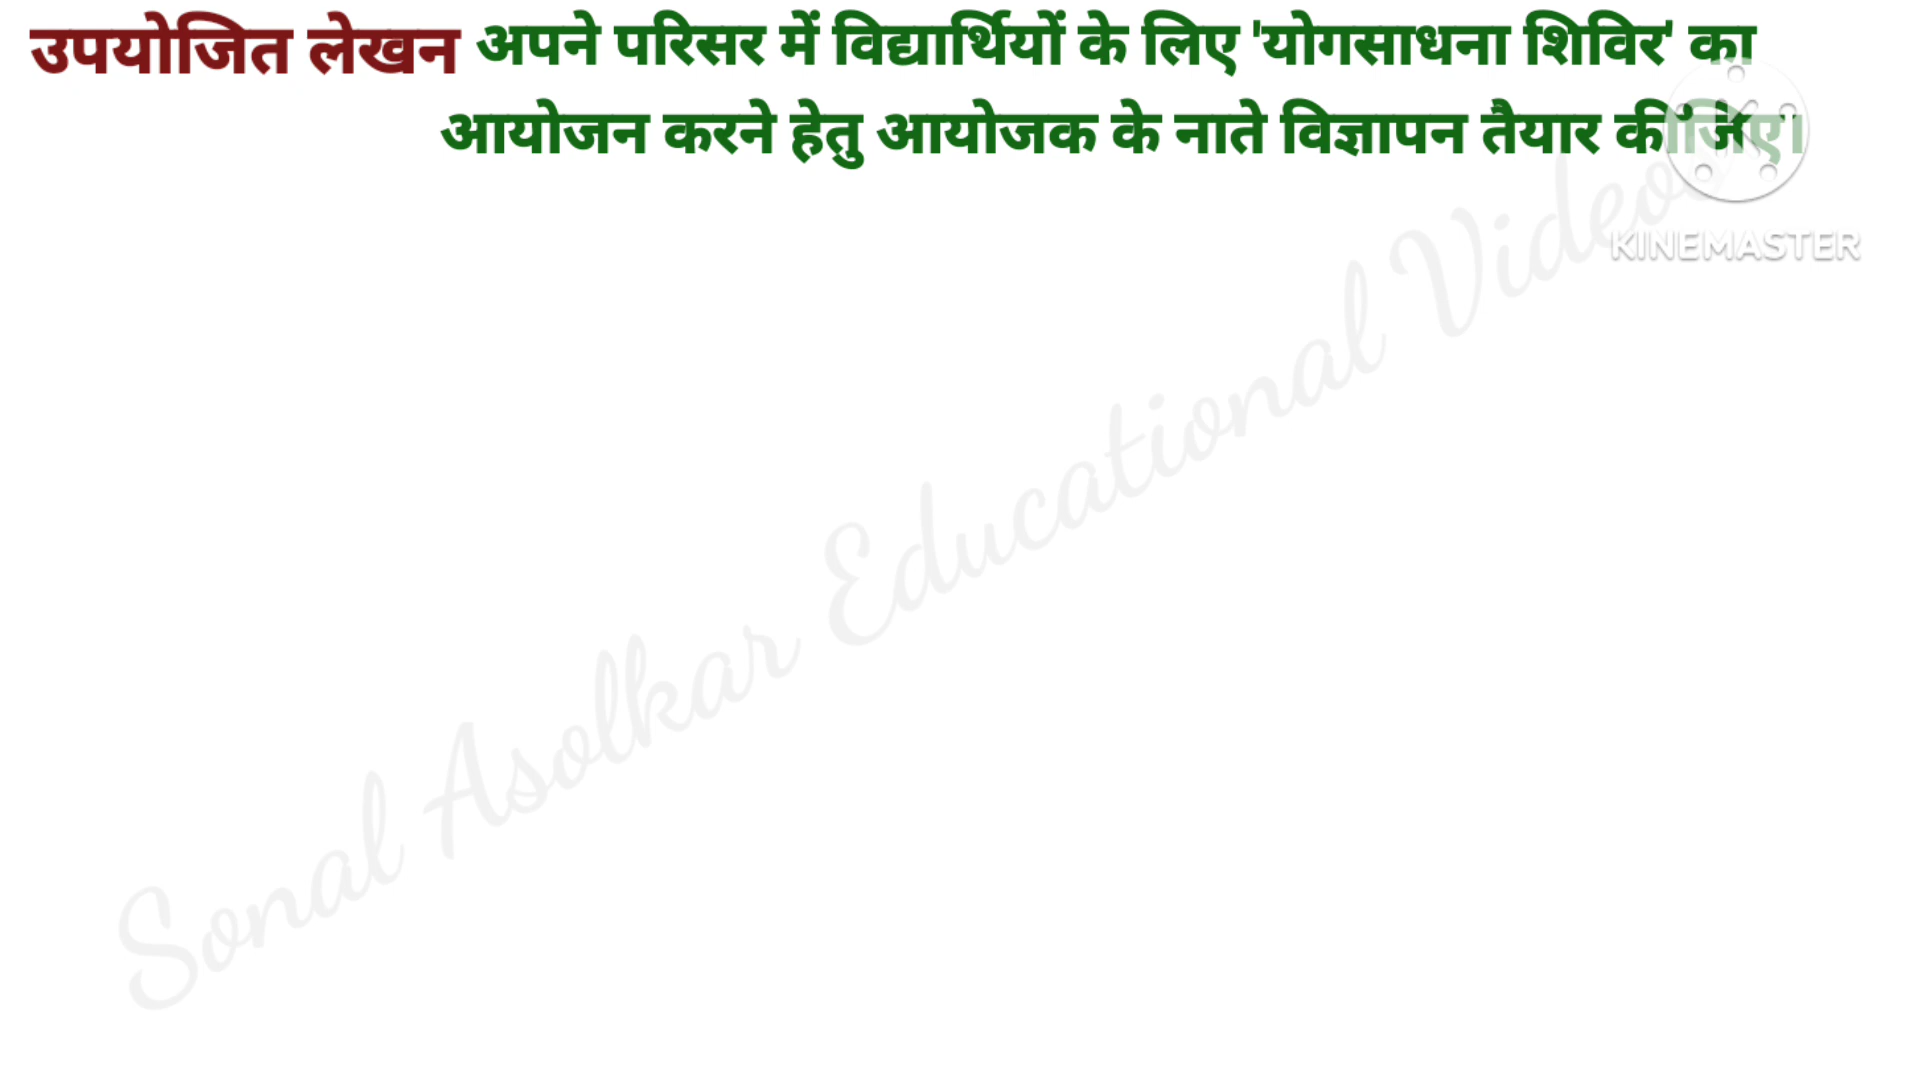 उपयोजित लेखन अपने परिसर में विद्यार्थियों के लिए 'योगसाधना शिविर' का
आयोजन करने हेतु आयोजक के नाते विज्ञापन तैयार कीजिए।
KINEMASTER
Sonal Asolkar Educational Videos